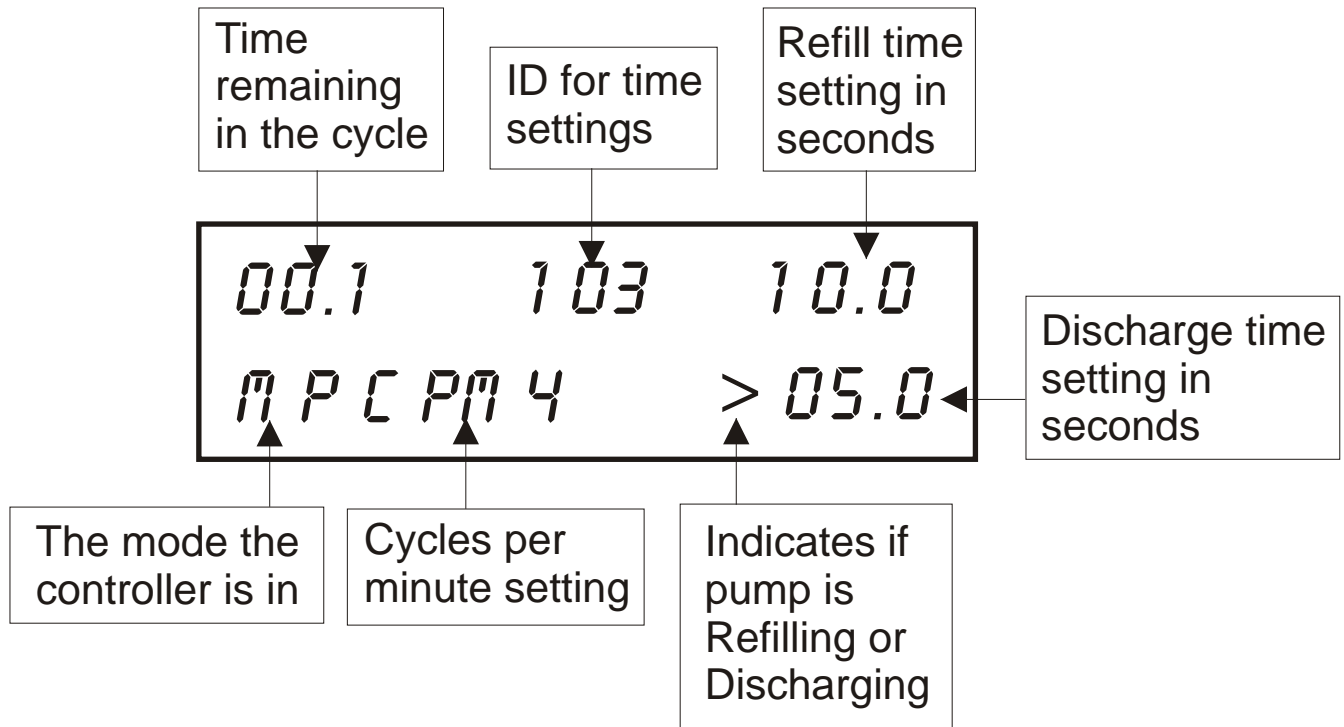 Time
remaining
in the cycle
ID for time
settings
Refill time
setting in
seconds
00.1 103 10.0
MPCPM4 >05.0
Discharge time
setting in
seconds
The mode the
controller is in
Cycles per
minute setting
Indicates if
pump is
Refilling or
Discharging